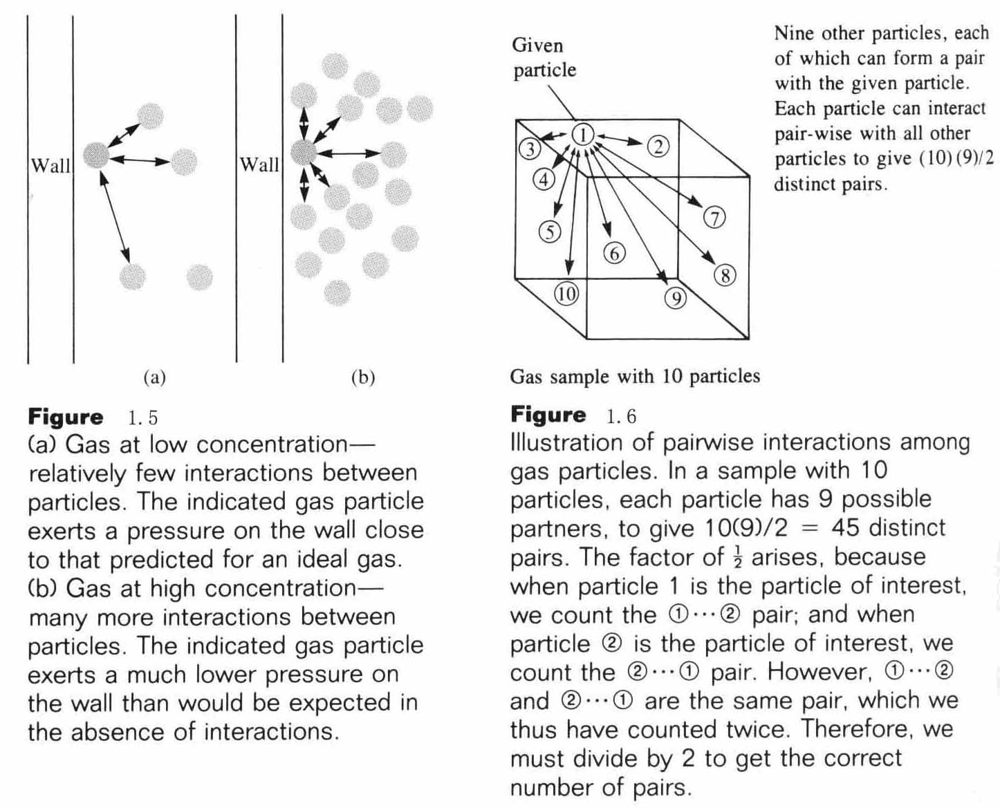 Wall
Wall
(a)
(b)
Figure 1.5
(a) Gas at low concentration—
relatively few interactions between
particles. The indicated gas particle
exerts a pressure on the wall close
to that predicted for an ideal gas.
(b) Gas at high concentration—
many more interactions between
particles. The indicated gas particle
exerts a much lower pressure on
the wall than would be expected in
the absence of interactions.
Given
particle
①
②
③
④
⑤
⑥
⑦
⑧
⑨
⑩
Nine other particles, each
of which can form a pair
with the given particle.
Each particle can interact
pair-wise with all other
particles to give (10)(9)/2
distinct pairs.
Gas sample with 10 particles
Figure 1.6
Illustration of pairwise interactions among
gas particles. In a sample with 10
particles, each particle has 9 possible
partners, to give 10(9)/2 = 45 distinct
pairs. The factor of ½ arises, because
when particle 1 is the particle of interest,
we count the ①···② pair; and when
particle ② is the particle of interest, we
count the ②···① pair. However, ①···②
and ②···① are the same pair, which we
thus have counted twice. Therefore, we
must divide by 2 to get the correct
number of pairs.